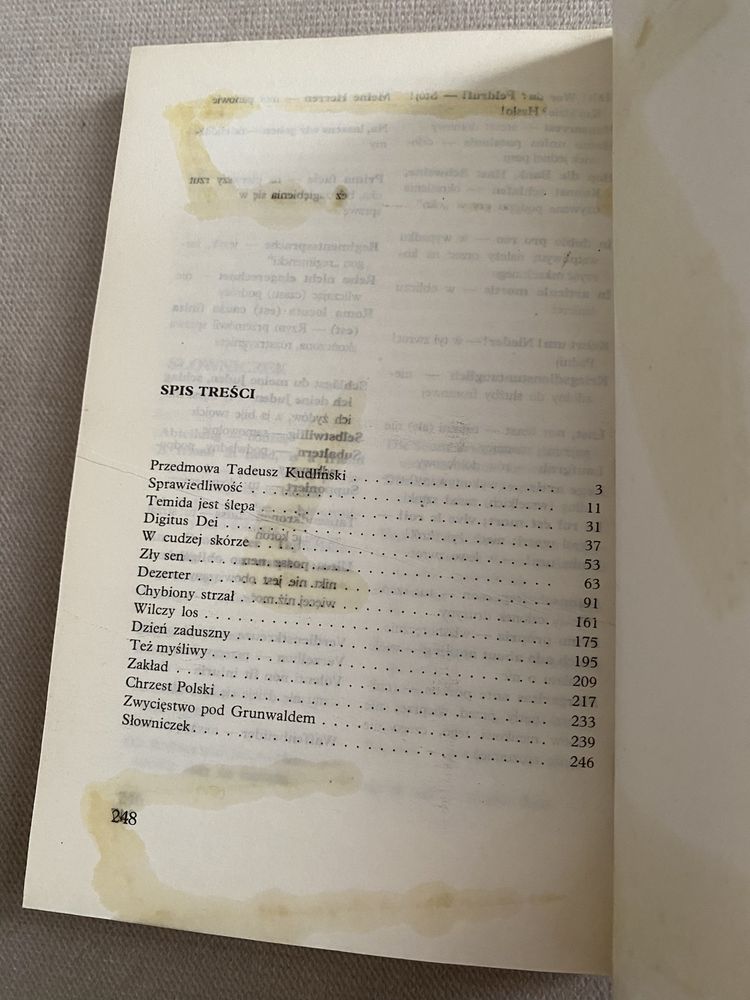 SPIS TREŚCI
Przedmowa Tadeusz Kudliński . . . . . . . . . . . . . . . . . . 3
Sprawiedliwość . . . . . . . . . . . . . . . . . . . . . . . . . . 11
Temida jest ślepa . . . . . . . . . . . . . . . . . . . . . . . . . 31
Digitus Dei . . . . . . . . . . . . . . . . . . . . . . . . . . . . 37
W cudzej skórze . . . . . . . . . . . . . . . . . . . . . . . . . 53
Zły sen . . . . . . . . . . . . . . . . . . . . . . . . . . . . . . 63
Dezerter . . . . . . . . . . . . . . . . . . . . . . . . . . . . . 91
Chybiony strzał . . . . . . . . . . . . . . . . . . . . . . . . . 161
Wilczy los . . . . . . . . . . . . . . . . . . . . . . . . . . . . 175
Dzień zaduszny . . . . . . . . . . . . . . . . . . . . . . . . . 195
Też myśliwy . . . . . . . . . . . . . . . . . . . . . . . . . . . 209
Zakład . . . . . . . . . . . . . . . . . . . . . . . . . . . . . . 217
Chrzest Polski . . . . . . . . . . . . . . . . . . . . . . . . . . 233
Zwycięstwo pod Grunwaldem . . . . . . . . . . . . . . . . . . 239
Słowniczek . . . . . . . . . . . . . . . . . . . . . . . . . . . . 246
248